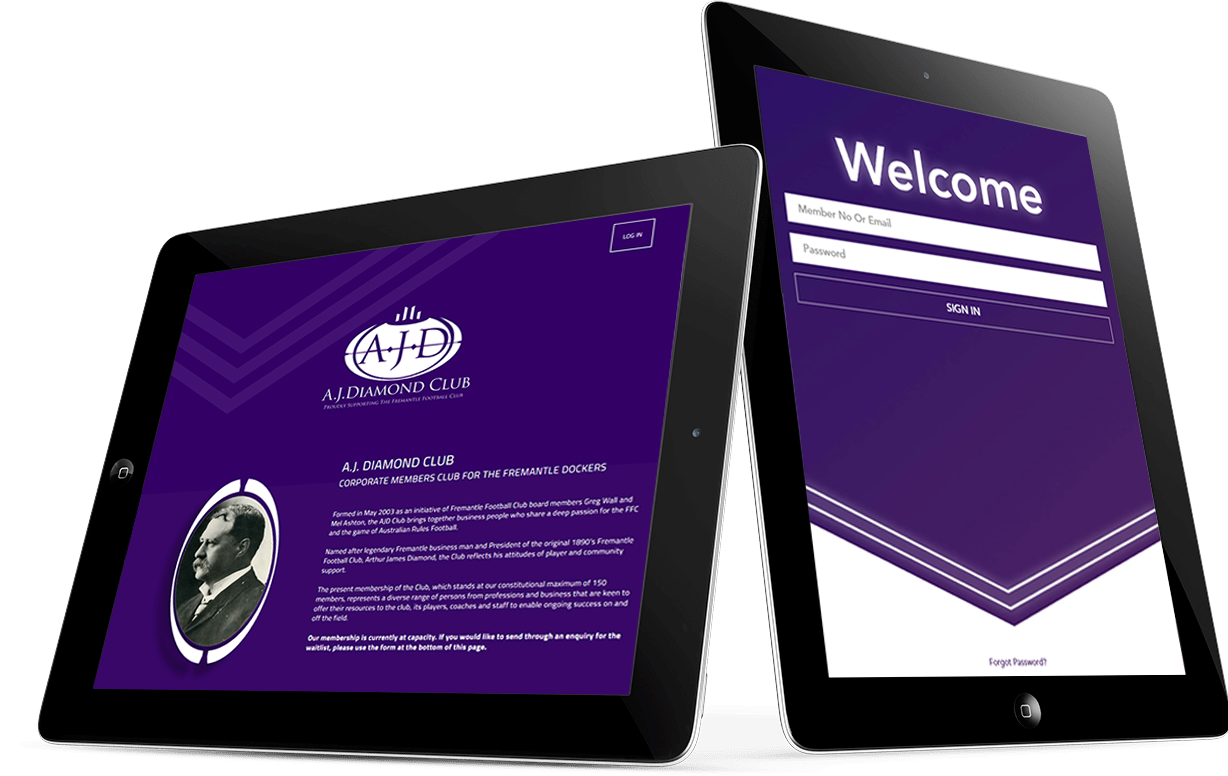 LOG IN
A·J·D
A.J.DIAMOND CLUB
PROUDLY SUPPORTING THE FREMANTLE FOOTBALL CLUB
A.J. DIAMOND CLUB
CORPORATE MEMBERS CLUB FOR THE FREMANTLE DOCKERS
Formed in May 2003 as an initiative of Fremantle Football Club board members Greg Wall and
Mel Ashton, the AJD Club brings together business people who share a deep passion for the FFC
and the game of Australian Rules Football.
Named after legendary Fremantle business man and President of the original 1890's Fremantle
Football Club, Arthur James Diamond, the Club reflects his attitudes of player and community
support.
The present membership of the Club, which stands at our constitutional maximum of 150
members, represents a diverse range of persons from professions and business that are keen to
offer their resources to the club, its players, coaches and staff to enable ongoing success on and
off the field.
Our membership is currently at capacity. If you would like to send through an enquiry for the
waitlist, please use the form at the bottom of this page.
Welcome
Member No Or Email
Password
SIGN IN
Forgot Password?